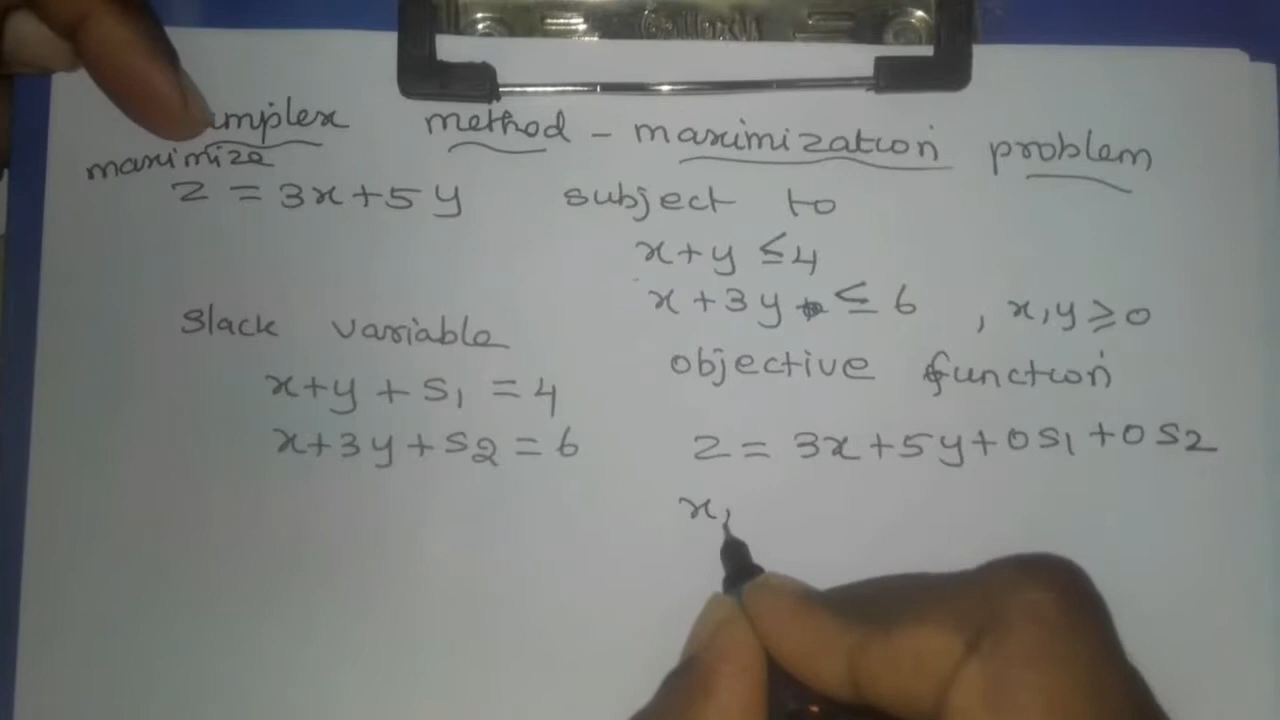 simplex method - maximization problem
maximize
z = 3x+5y subject to
x+y ≤4
x+3y ≤ 6 , x,y ≥0
Slack variable
objective function
x+y+S1 = 4
x+3y+S2 = 6
z = 3x+5y+0S1+0S2
x,